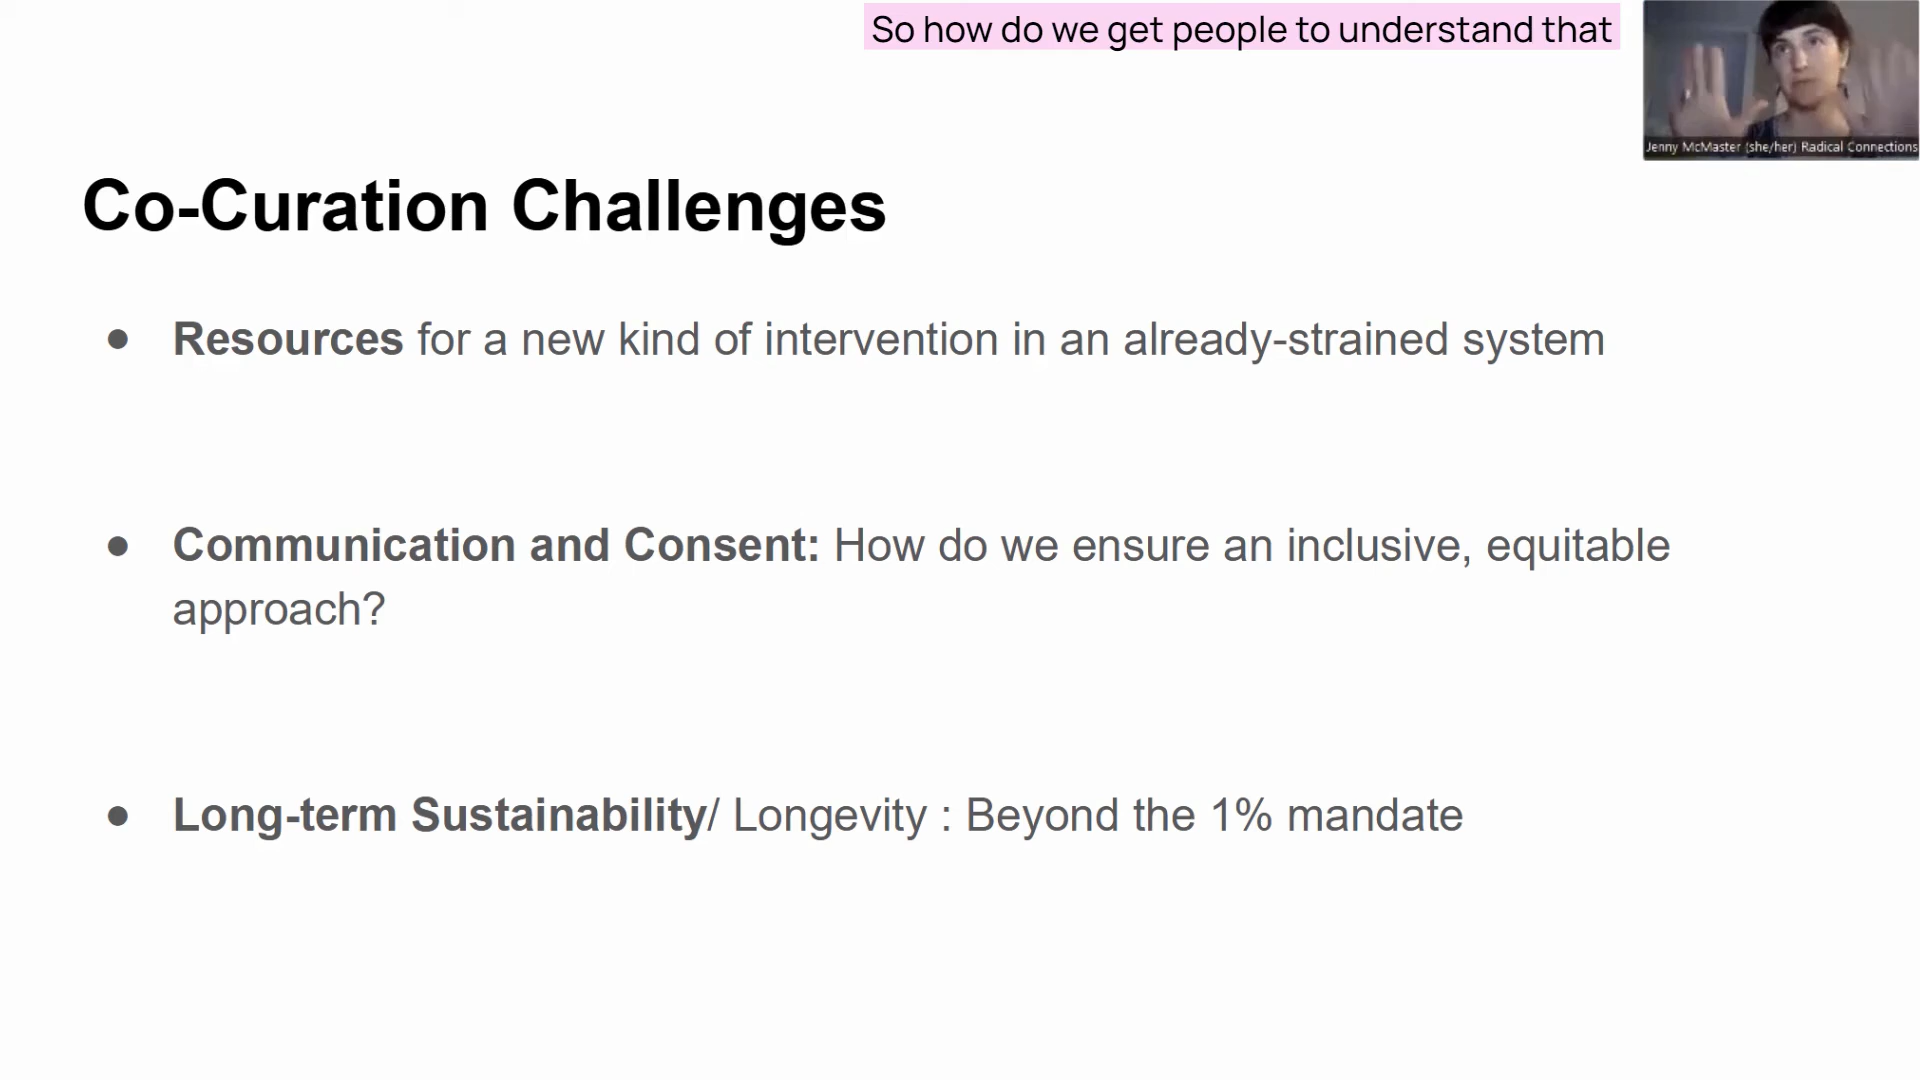 So how do we get people to understand that
Jenny McMaster (she/her) Radical Connections
Co-Curation Challenges
● Resources for a new kind of intervention in an already-strained system
● Communication and Consent: How do we ensure an inclusive, equitable
approach?
● Long-term Sustainability/ Longevity : Beyond the 1% mandate